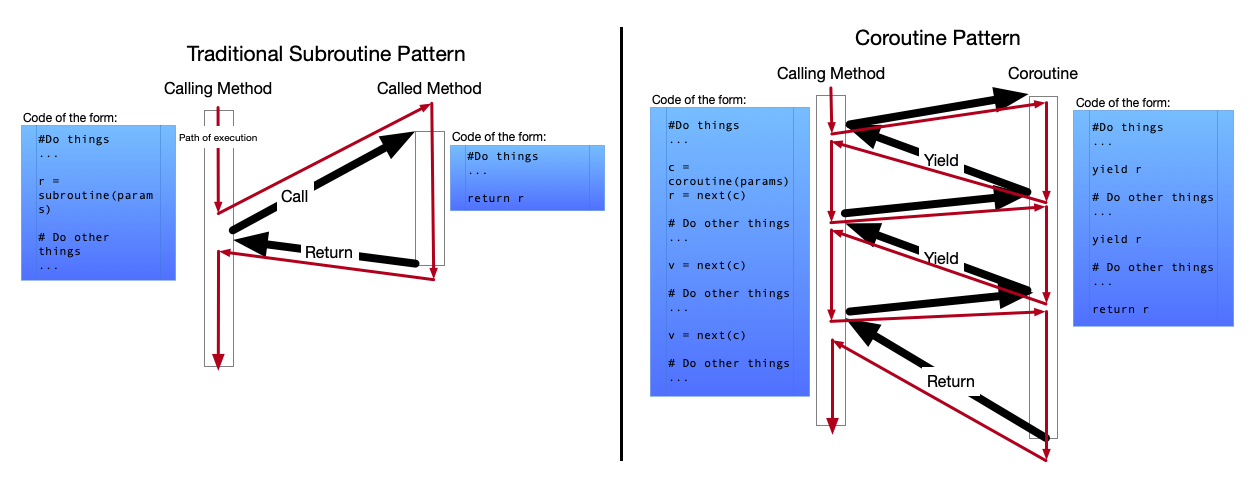 Traditional Subroutine Pattern
Calling Method
Called Method
Code of the form:
#Do things
...
r =
subroutine(param
s)
# Do other
things
...
Path of execution
Call
Return
Code of the form:
#Do things
...
return r
Coroutine Pattern
Calling Method
Coroutine
Code of the form:
#Do things
...
c =
coroutine(params)
r = next(c)
# Do other things
...
v = next(c)
# Do other things
...
v = next(c)
# Do other things
...
Yield
Yield
Return
Code of the form:
#Do things
...
yield r
# Do other things
...
yield r
# Do other things
...
return r